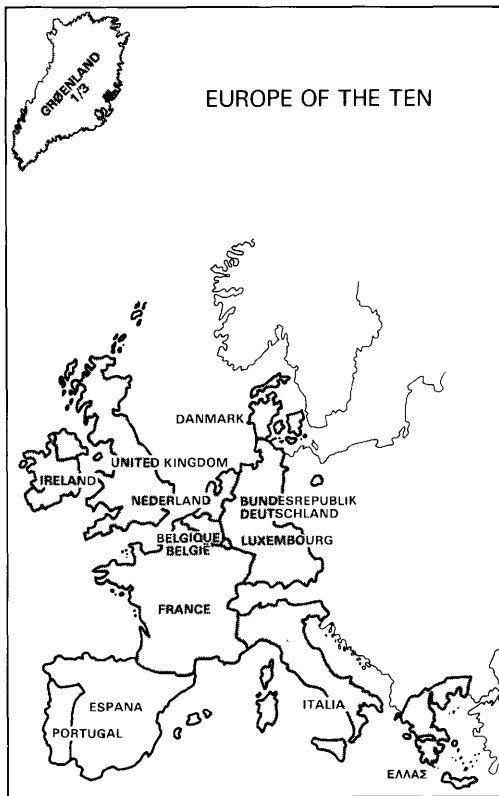 GRØENLAND
1/3
EUROPE OF THE TEN
DANMARK
UNITED KINGDOM
IRELAND
NEDERLAND
BUNDESREPUBLIK
DEUTSCHLAND
BELGIQUE
BELGIË
LUXEMBOURG
FRANCE
ESPANA
PORTUGAL
ITALIA
ΕΛΛΑΣ